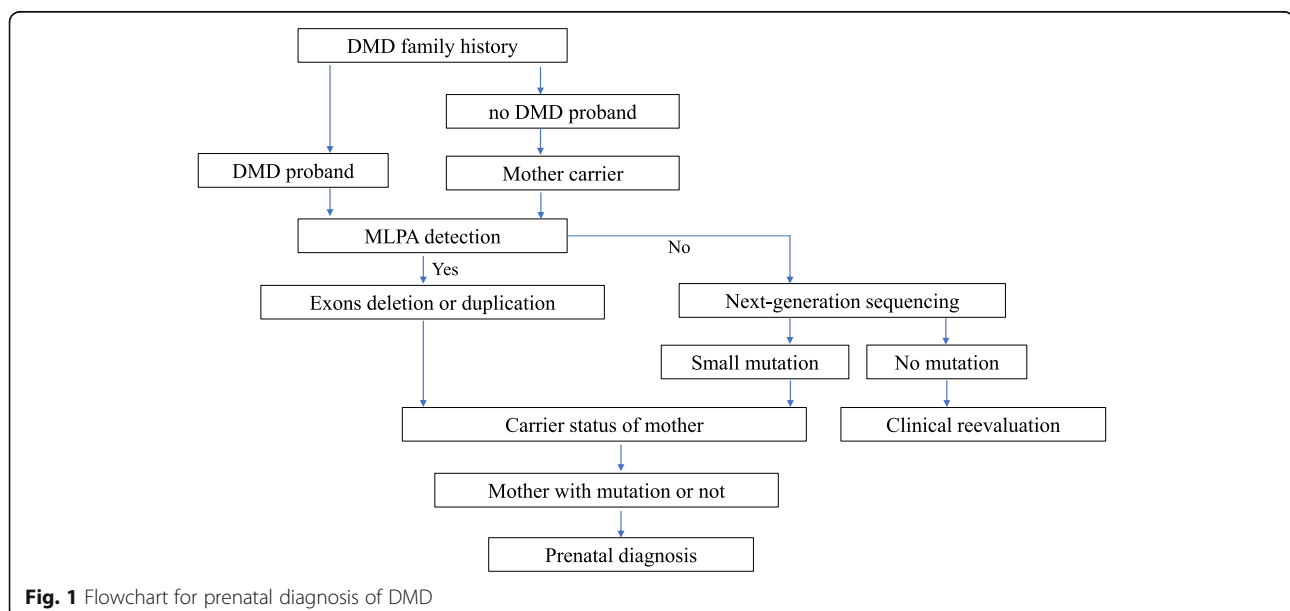 DMD family history
no DMD proband
DMD proband
Mother carrier
MLPA detection
No
Yes
Exons deletion or duplication
Next-generation sequencing
Small mutation
No mutation
Carrier status of mother
Clinical reevaluation
Mother with mutation or not
Prenatal diagnosis
Fig. 1 Flowchart for prenatal diagnosis of DMD